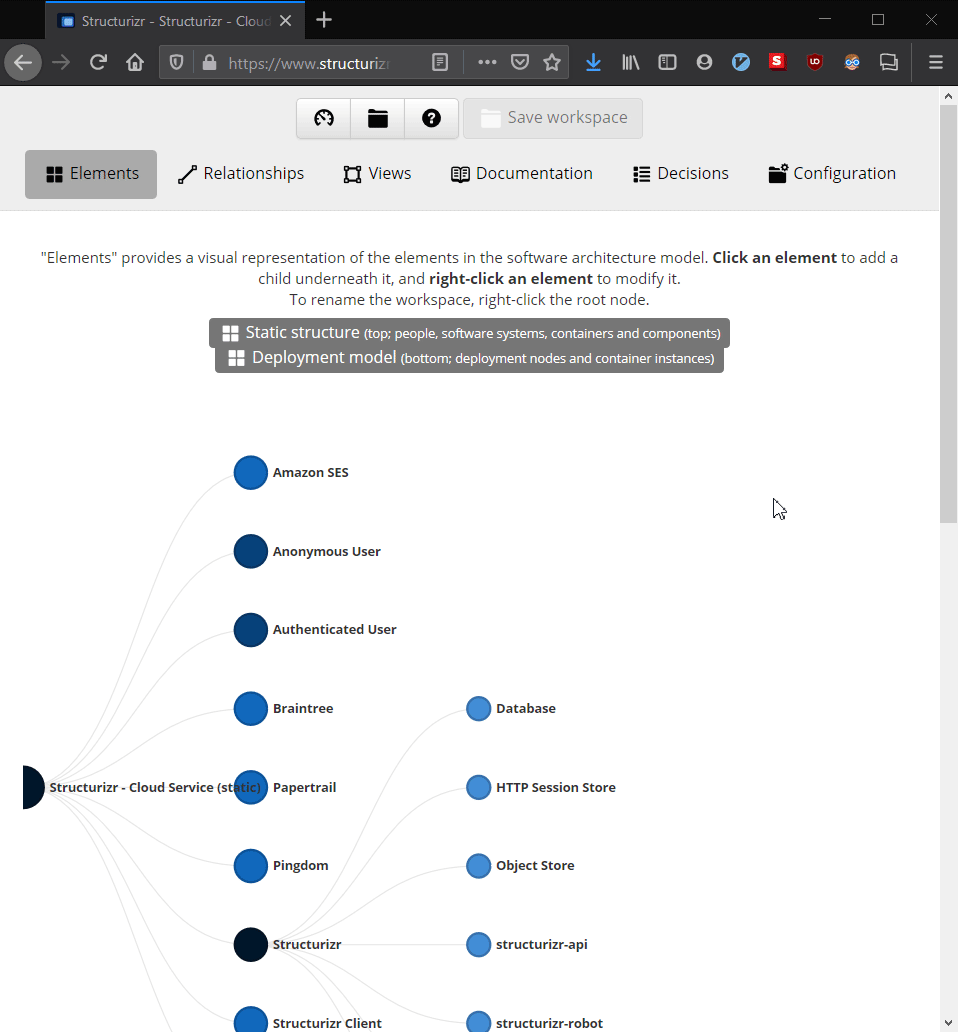 Structurizr - Structurizr - Cloud
https://www.structurizr
Save workspace
Elements
Relationships
Views
Documentation
Decisions
Configuration
"Elements" provides a visual representation of the elements in the software architecture model. Click an element to add a
child underneath it, and right-click an element to modify it.
To rename the workspace, right-click the root node.
Static structure (top; people, software systems, containers and components)
Deployment model (bottom; deployment nodes and container instances)
Amazon SES
Anonymous User
Authenticated User
Braintree
Database
Structurizr - Cloud Service (static)
Papertrail
HTTP Session Store
Pingdom
Object Store
Structurizr
structurizr-api
Structurizr Client
structurizr-robot